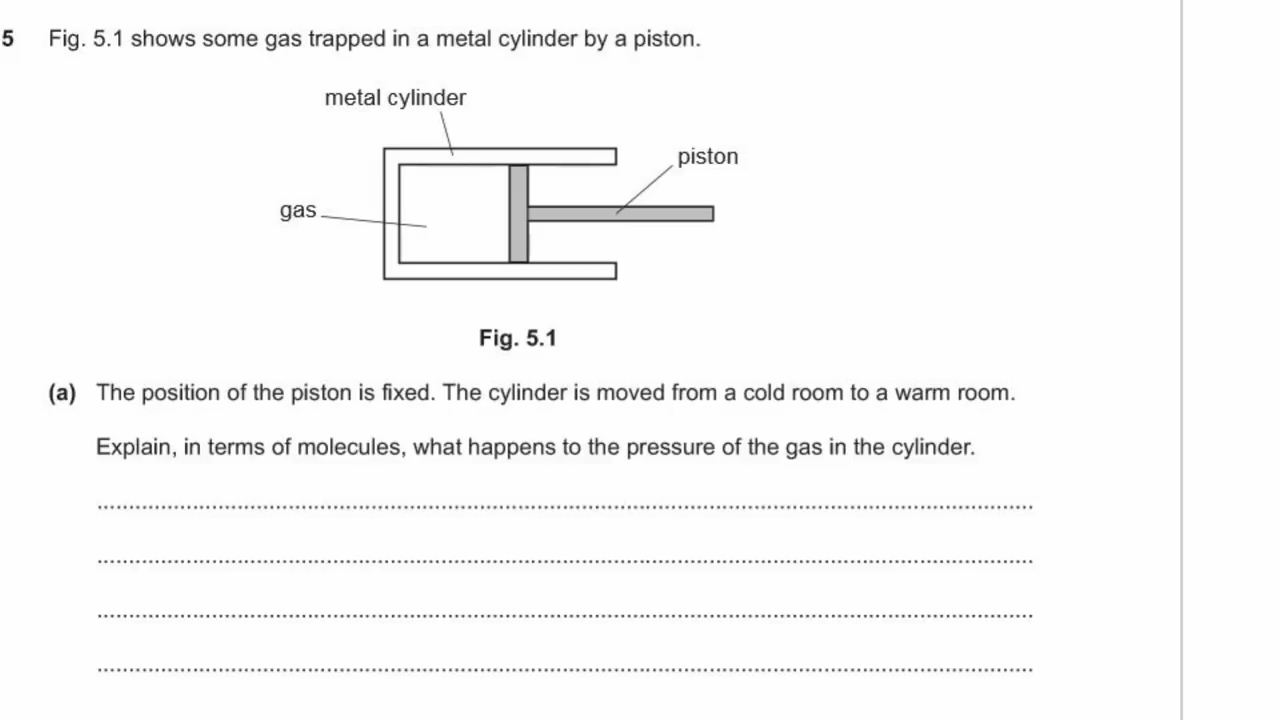 5 Fig. 5.1 shows some gas trapped in a metal cylinder by a piston.
metal cylinder
piston
gas
Fig. 5.1
(a) The position of the piston is fixed. The cylinder is moved from a cold room to a warm room.
Explain, in terms of molecules, what happens to the pressure of the gas in the cylinder.